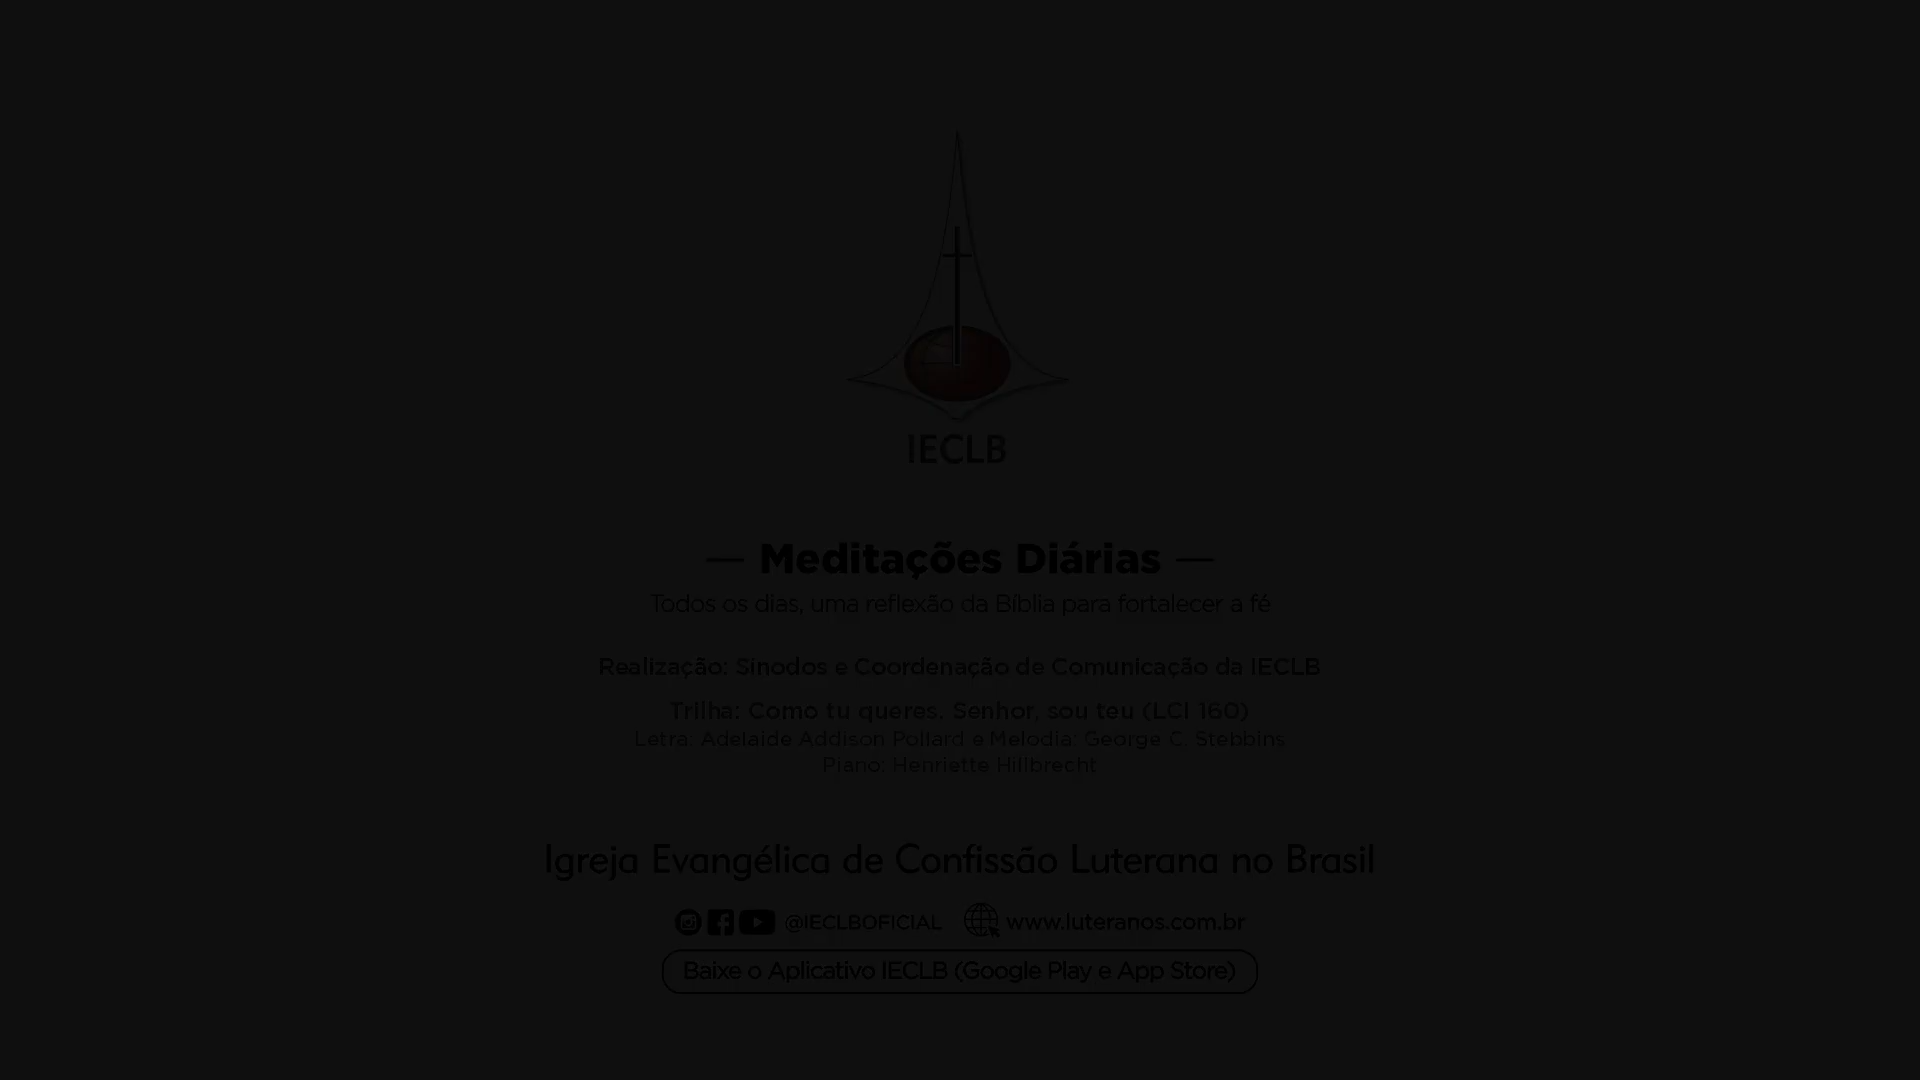 IECLB
— Meditações Diárias —
Todos os dias, uma reflexão da Bíblia para fortalecer a fé
Realização: Sínodos e Coordenação de Comunicação da IECLB
Trilha: Como tu queres, Senhor, sou teu (LCI 160)
Letra: Adelaide Addison Pollard e Melodia: George C. Stebbins
Piano: Henriette Hillbrecht
Igreja Evangélica de Confissão Luterana no Brasil
@IECLBOFICIAL www.luteranos.com.br
Baixe o Aplicativo IECLB (Google Play e App Store)